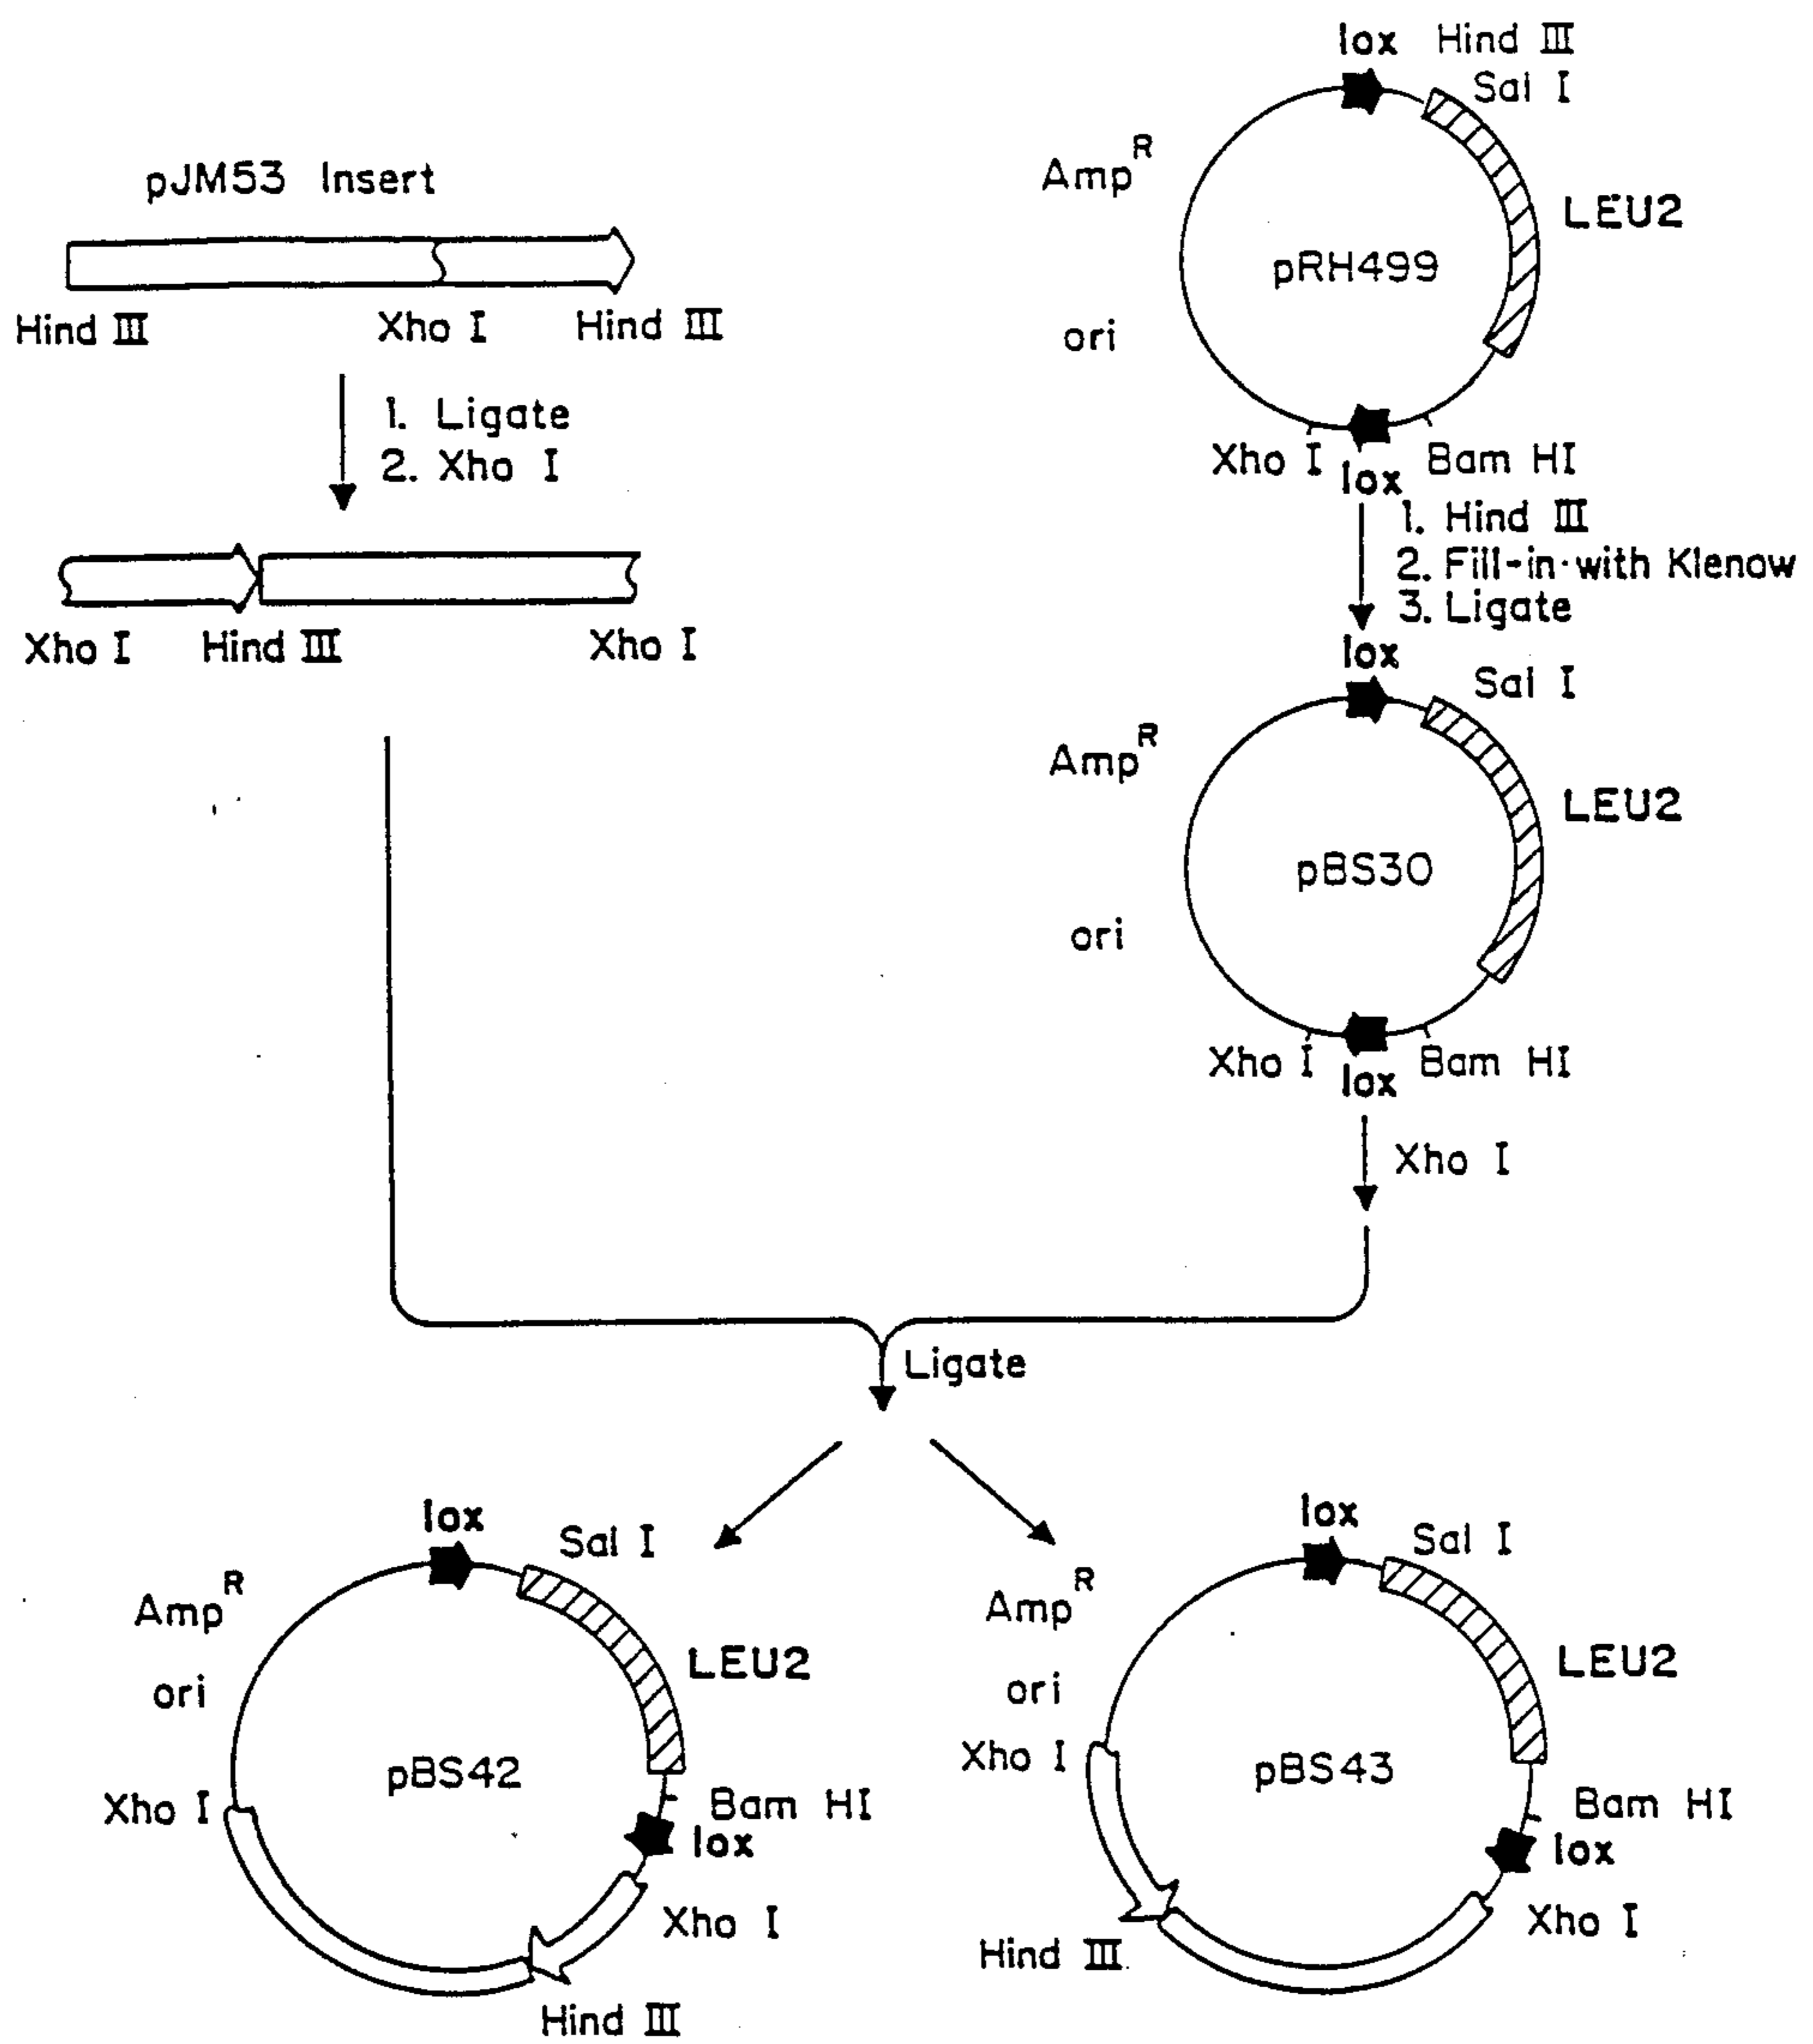 pJM53 Insert
Hind III
Xho I
Hind III
1. Ligate
2. Xho I
Xho I
Hind III
Xho I
lox
Hind III
Sal I
Amp^R
LEU2
pRH499
ori
Xho I
lox
Bam HI
1. Hind III
2. Fill-in-with Klenow
3. Ligate
lox
Sal I
Amp^R
LEU2
pBS30
ori
Xho I
lox
Bam HI
Xho I
Ligate
lox
Sal I
Amp^R
LEU2
ori
pBS42
Xho I
Bam HI
lox
Xho I
Hind III
lox
Sal I
Amp^R
LEU2
ori
Xho I
pBS43
Bam HI
lox
Xho I
Hind III